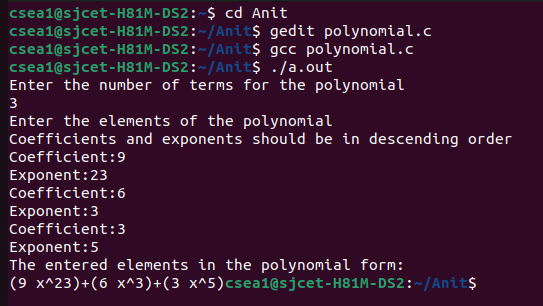 csea1@sjcet-H81M-DS2:~$ cd Anit
csea1@sjcet-H81M-DS2:~/Anit$ gedit polynomial.c
csea1@sjcet-H81M-DS2:~/Anit$ gcc polynomial.c
csea1@sjcet-H81M-DS2:~/Anit$ ./a.out
Enter the number of terms for the polynomial
3
Enter the elements of the polynomial
Coefficients and exponents should be in descending order
Coefficient:9
Exponent:23
Coefficient:6
Exponent:3
Coefficient:3
Exponent:5
The entered elements in the polynomial form:
(9 x^23)+(6 x^3)+(3 x^5)csea1@sjcet-H81M-DS2:~/Anit$